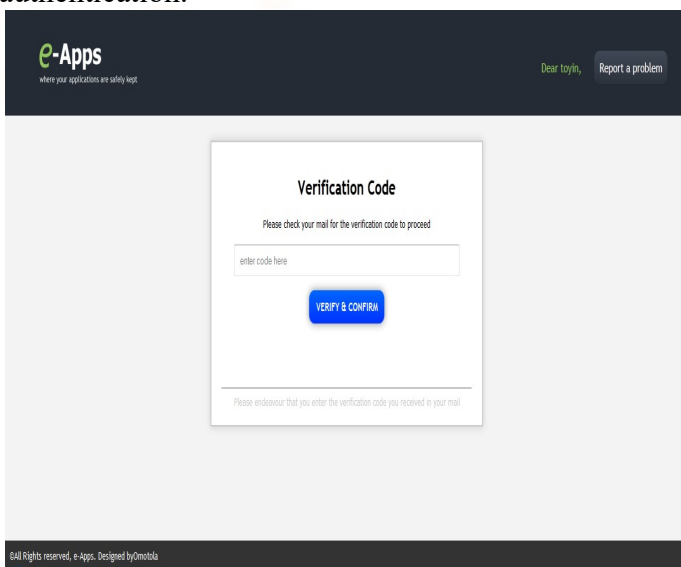 authentication.
e-Apps
where your applications are safely kept
Dear toyin,
Report a problem
Verification Code
Please check your mail for the verification code to proceed
enter code here
VERIFY & CONFIRM
Please endeavour that you enter the verification code you received in your mail
©All Rights reserved, e-Apps. Designed byOmotola